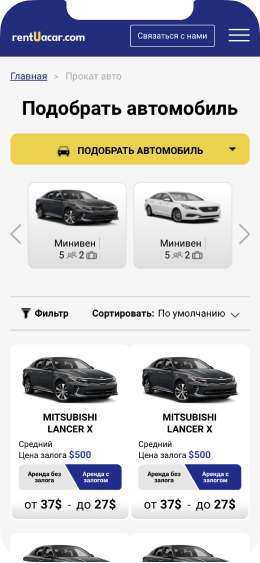 rentUacar.com
Связаться с нами
Главная > Прокат авто
Подобрать автомобиль
ПОДОБРАТЬ АВТОМОБИЛЬ
Минивен
5 2
Минивен
5 2
Фильтр
Сортировать: По умолчанию
MITSUBISHI
LANCER X
Средний
Цена залога $500
Аренда без
залога
Аренда с
залогом
от 37$ - до 27$
MITSUBISHI
LANCER X
Средний
Цена залога $500
Аренда без
залога
Аренда с
залогом
от 37$ - до 27$